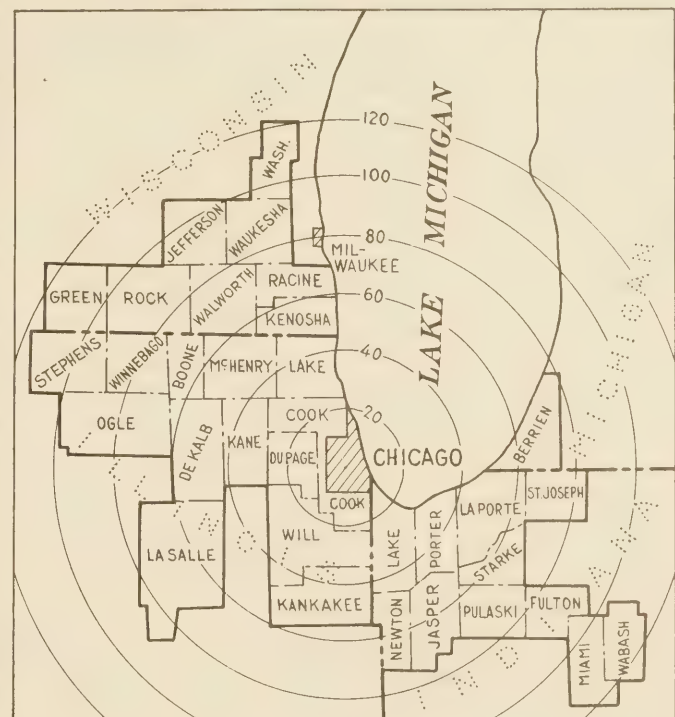 WISCONSIN
120
WASH.
MICHIGAN
100
JEFFERSON
WAUKESHA
80
MIL-
WAUKEE
GREEN
ROCK
WALWORTH
RACINE
60
KENOSHA
LAKE
STEPHENS
WINNEBAGO
BOONE
McHENRY
LAKE
40
MICHIGAN
OGLE
DE KALB
KANE
COOK
20
DU PAGE
CHICAGO
BERRIEN
COOK
ILLINOIS
LA PORTE
ST. JOSEPH
LA SALLE
WILL
LAKE
PORTER
STARKE
KANKAKEE
NEWTON
JASPER
PULASKI
FULTON
INDIANA
MIAMI
WABASH